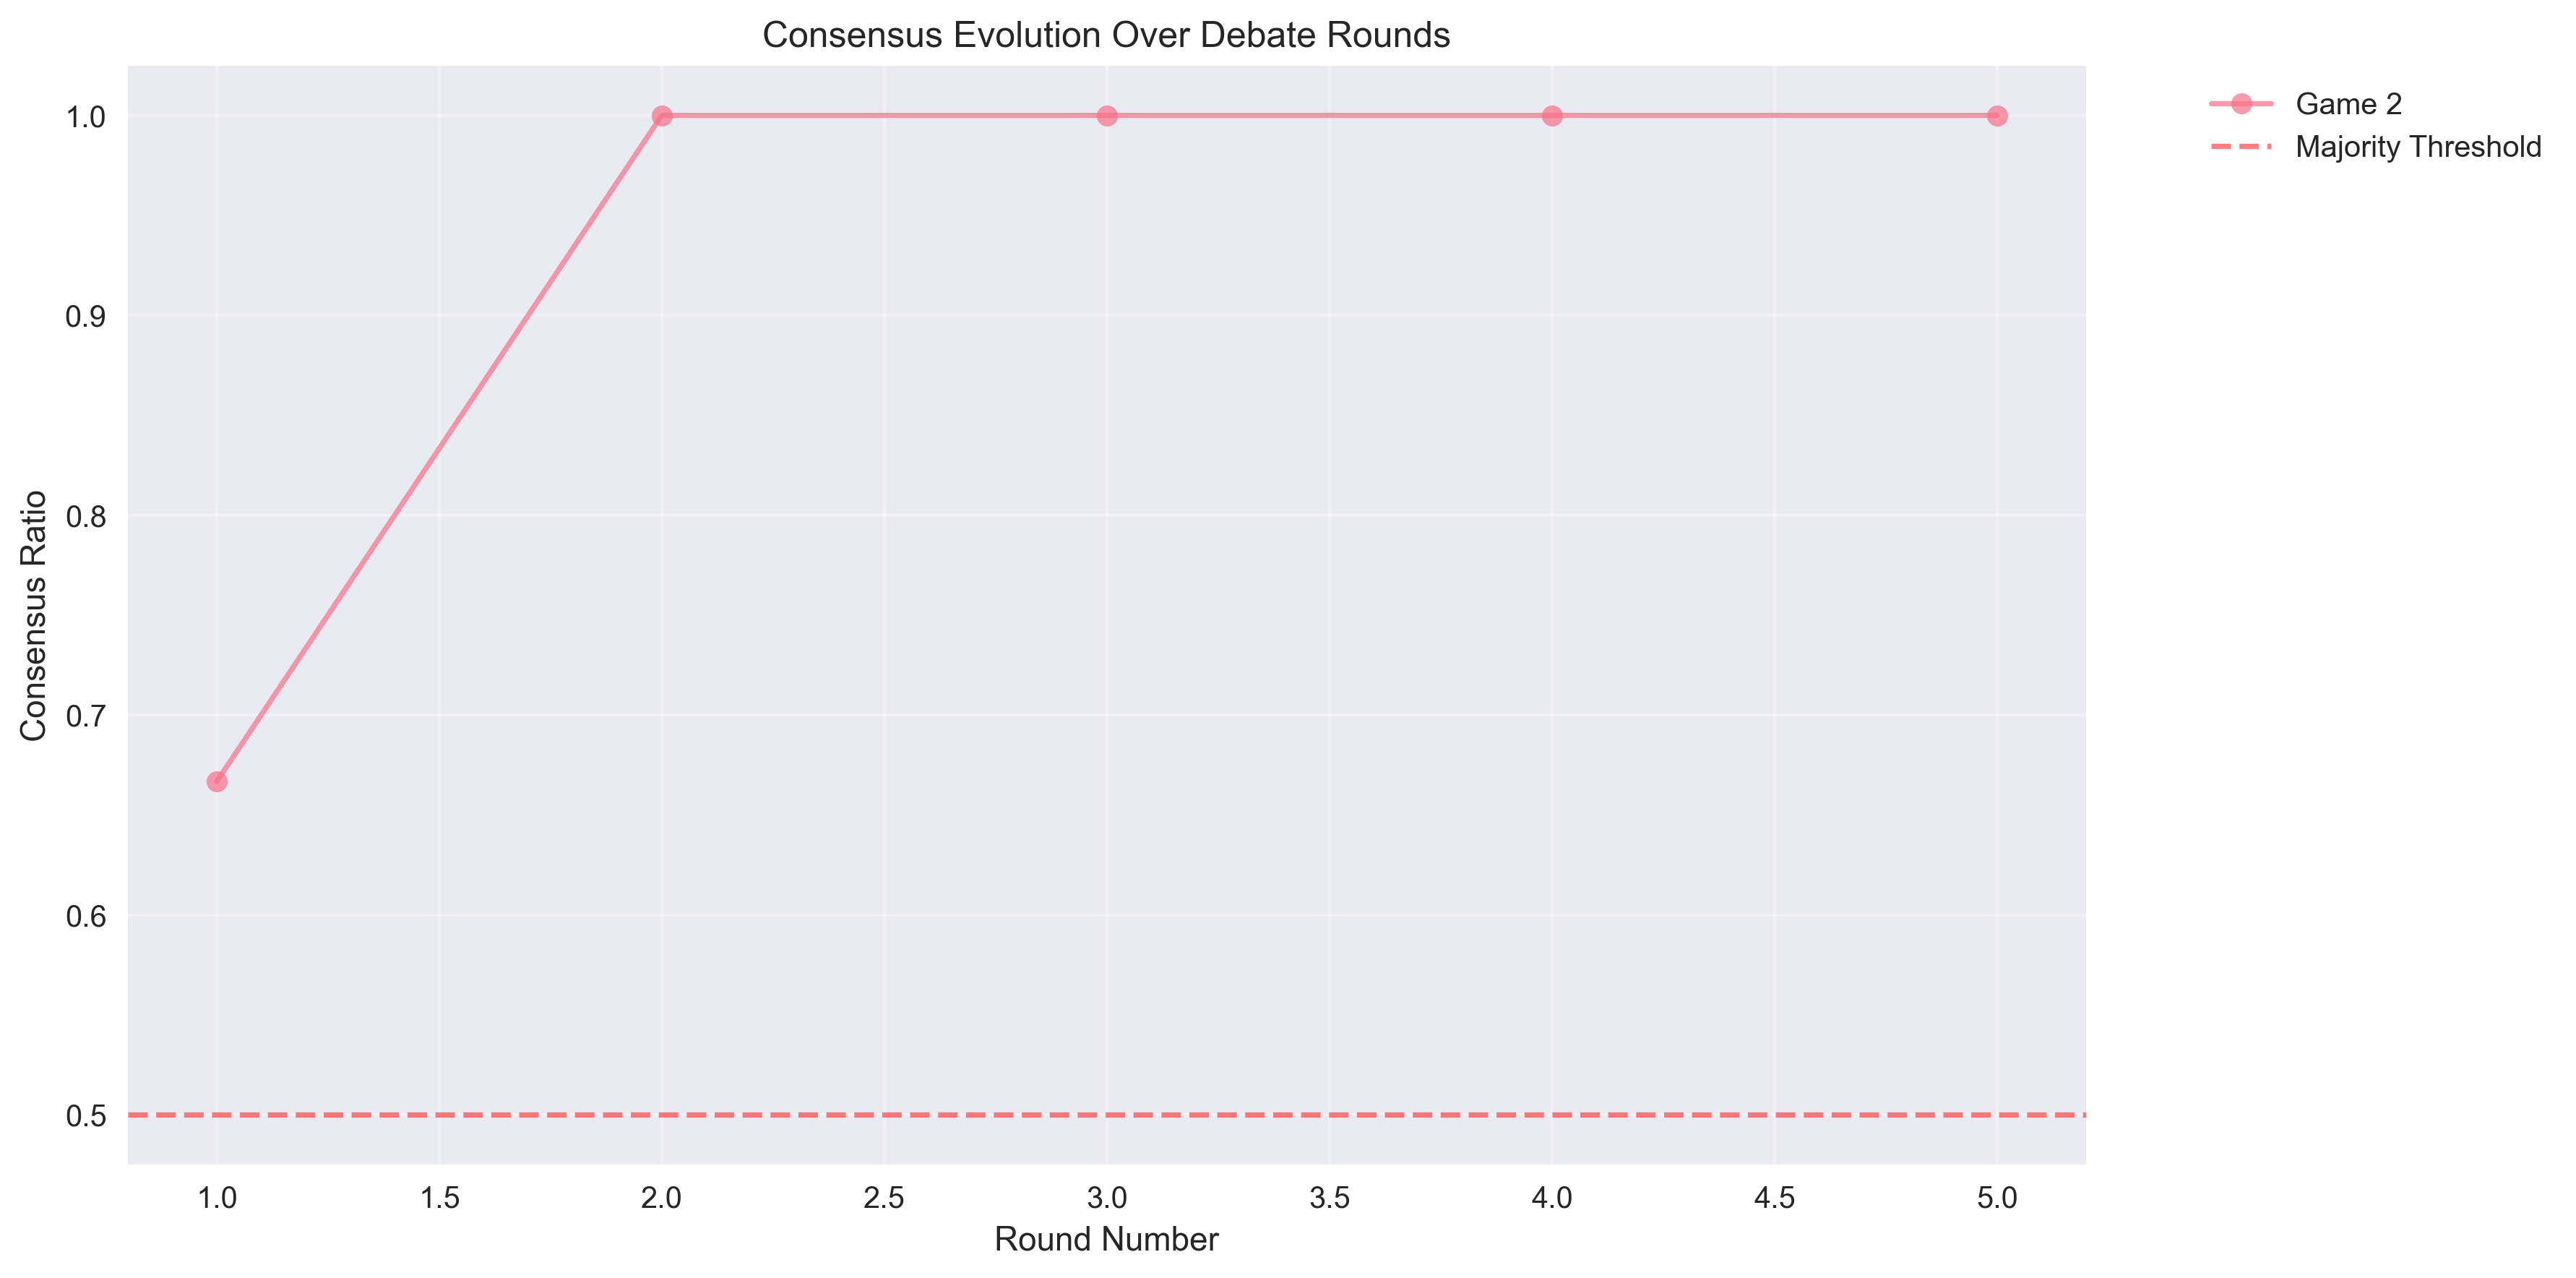 Consensus Evolution Over Debate Rounds
Game 2
Majority Threshold
Consensus Ratio
1.0
0.9
0.8
0.7
0.6
0.5
1.0 1.5 2.0 2.5 3.0 3.5 4.0 4.5 5.0
Round Number